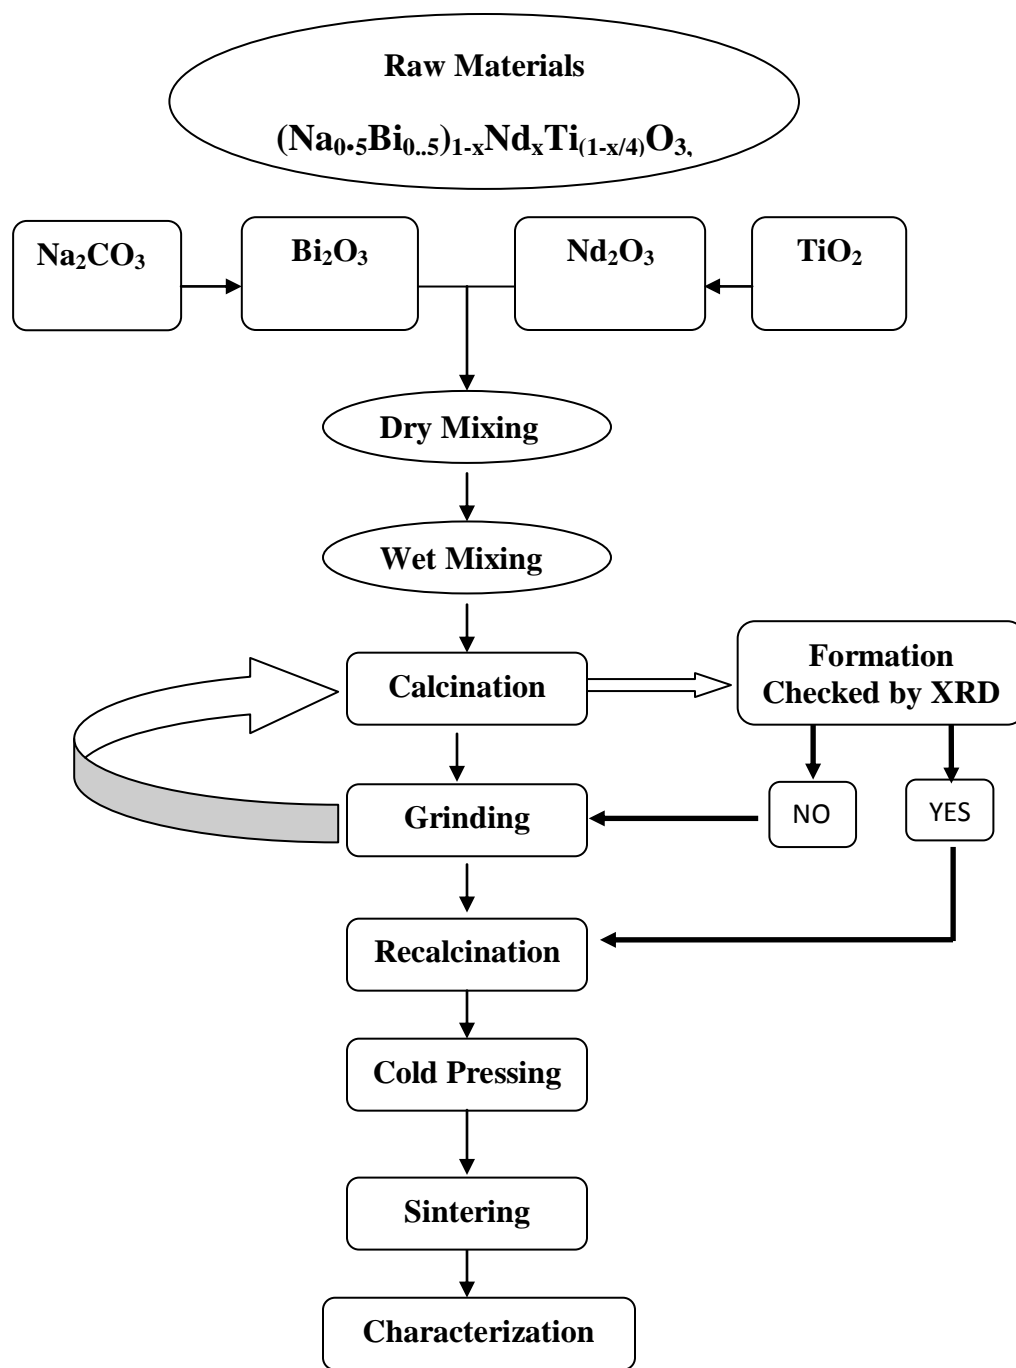 Raw Materials
(Na₀.₅Bi₀..₅)₁₋ₓNdₓTi₍₁₋ₓ/₄₎O₃,
Na₂CO₃
Bi₂O₃
Nd₂O₃
TiO₂
Dry Mixing
Wet Mixing
Calcination
Formation
Checked by XRD
Grinding
NO
YES
Recalcination
Cold Pressing
Sintering
Characterization